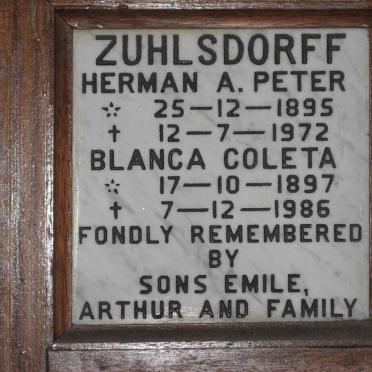 ZUHLSDORFF
HERMAN A. PETER
☆ 25—12—1895
✝ 12—7—1972
BLANCA COLETA
☆ 17—10—1897
✝ 7—12—1986
FONDLY REMEMBERED
BY
SONS EMILE,
ARTHUR AND FAMILY